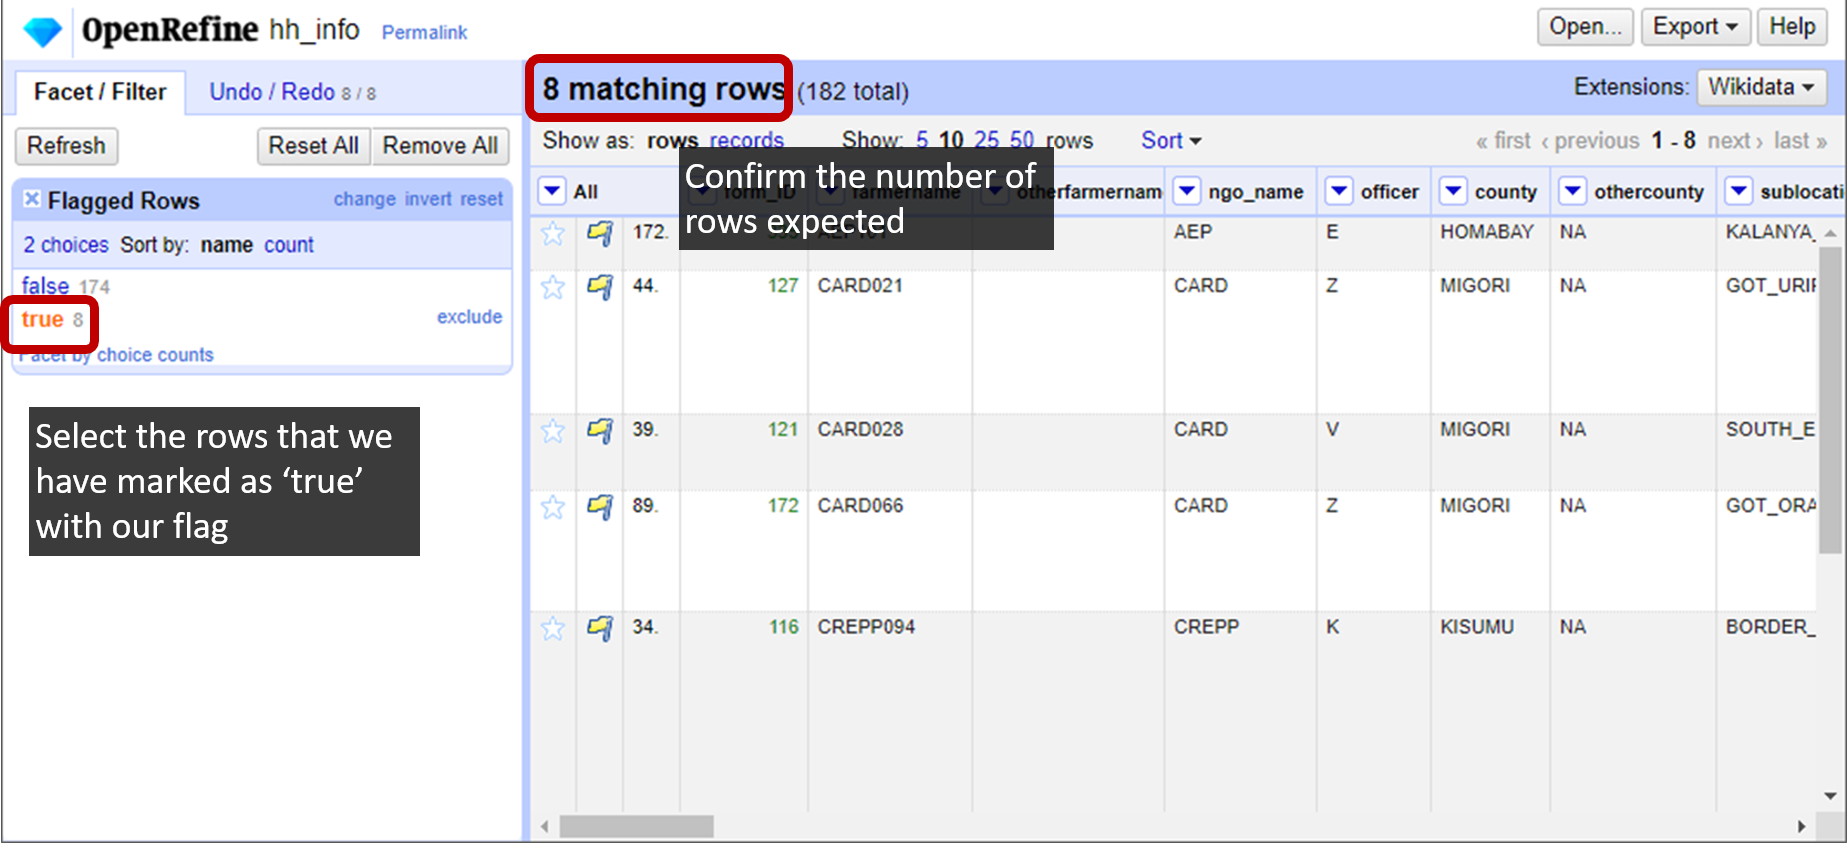 OpenRefine hh_info Permalink Open... Export Help
Facet / Filter Undo / Redo 8 / 8
8 matching rows (182 total) Extensions: Wikidata
Refresh Reset All Remove All
Show as: rows records Show: 5 10 25 50 rows Sort « first ‹ previous 1 - 8 next › last »
Flagged Rows change invert reset
2 choices Sort by: name count
false 174
true 8 exclude
Facet by choice counts
Select the rows that we
have marked as ‘true’
with our flag
Confirm the number of
rows expected
All form_ID farmername otherfarmernam ngo_name officer county othercounty sublocati
172. AEP E HOMABAY NA KALANYA_
44. 127 CARD021 CARD Z MIGORI NA GOT_URIF
39. 121 CARD028 CARD V MIGORI NA SOUTH_E
89. 172 CARD066 CARD Z MIGORI NA GOT_ORA
34. 116 CREPP094 CREPP K KISUMU NA BORDER_